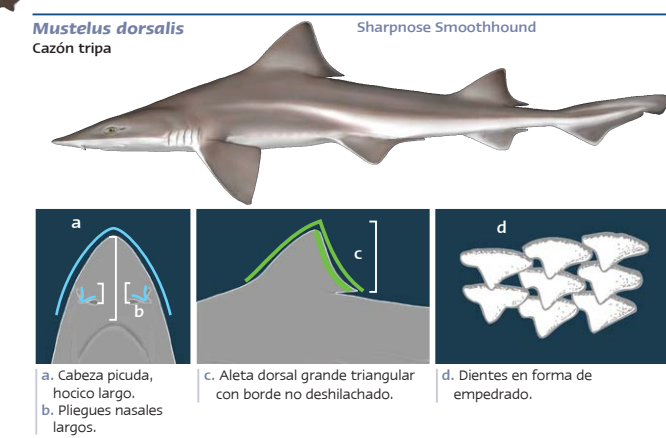 Mustelus dorsalis
Sharpnose Smoothhound
Cazón tripa
a
b
c
d
a. Cabeza picuda,
hocico largo.
b. Pliegues nasales
largos.
c. Aleta dorsal grande triangular
con borde no deshilachado.
d. Dientes en forma de
empedrado.